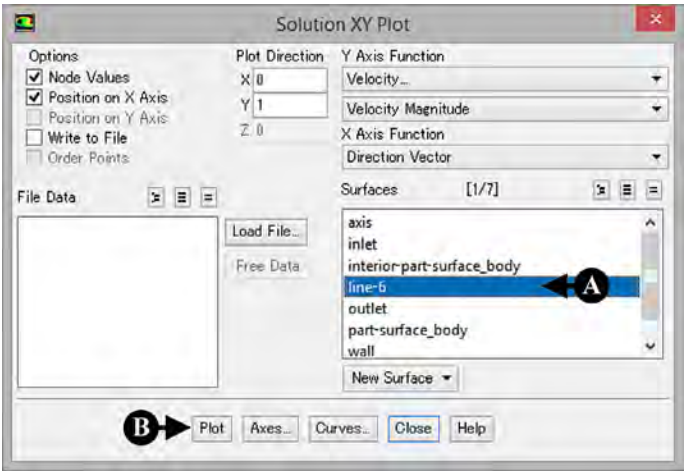 Solution XY Plot
Options
Node Values
Position on X Axis
Position on Y Axis
Write to File
Order Points
Plot Direction
X 0
Y 1
Z 0
Y Axis Function
Velocity...
Velocity Magnitude
X Axis Function
Direction Vector
File Data
Load File...
Free Data
Surfaces [1/7]
axis
inlet
interior-part-surface_body
line-6
outlet
part-surface_body
wall
A
New Surface
B
Plot Axes... Curves... Close Help